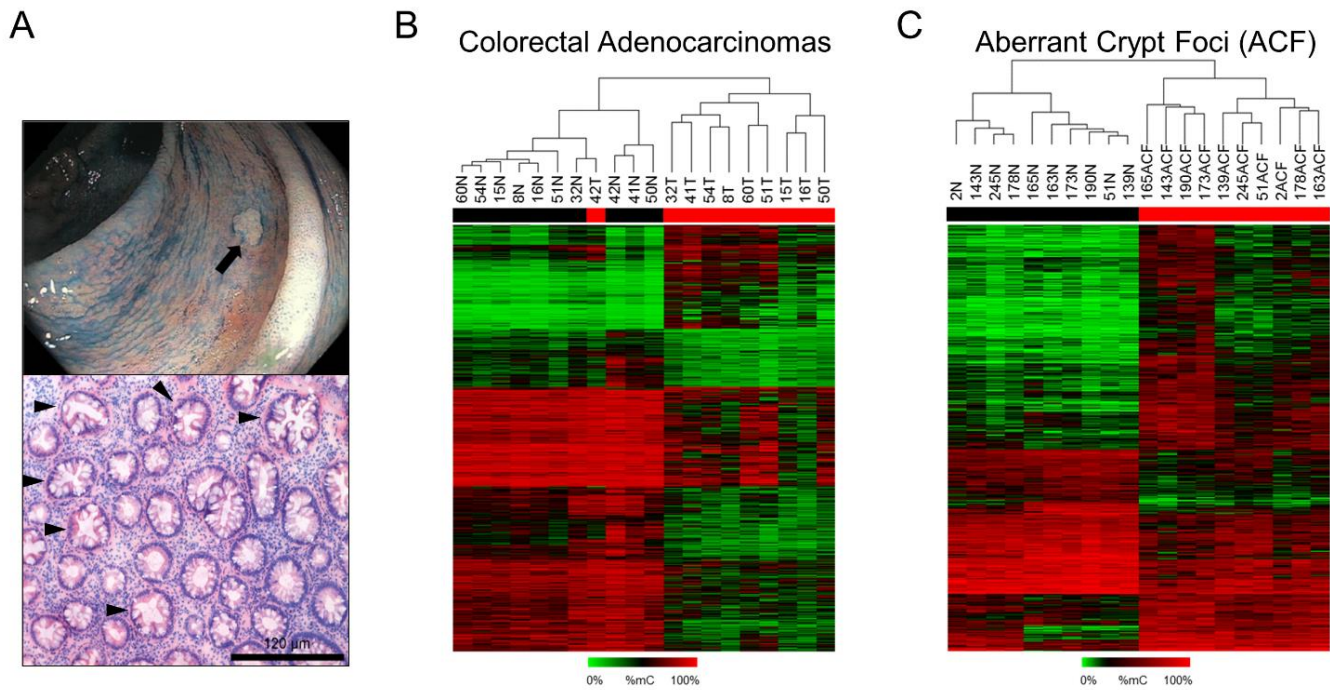 A
120 µm
B
Colorectal Adenocarcinomas
60N
54N
15N
8N
16N
51N
32N
42T
42N
41N
50N
32T
41T
54T
8T
60T
51T
15T
16T
50T
0% %mC 100%
C
Aberrant Crypt Foci (ACF)
2N
143N
245N
178N
165N
163N
173N
190N
51N
139N
165ACF
143ACF
190ACF
173ACF
139ACF
245ACF
51ACF
2ACF
178ACF
163ACF
0% %mC 100%